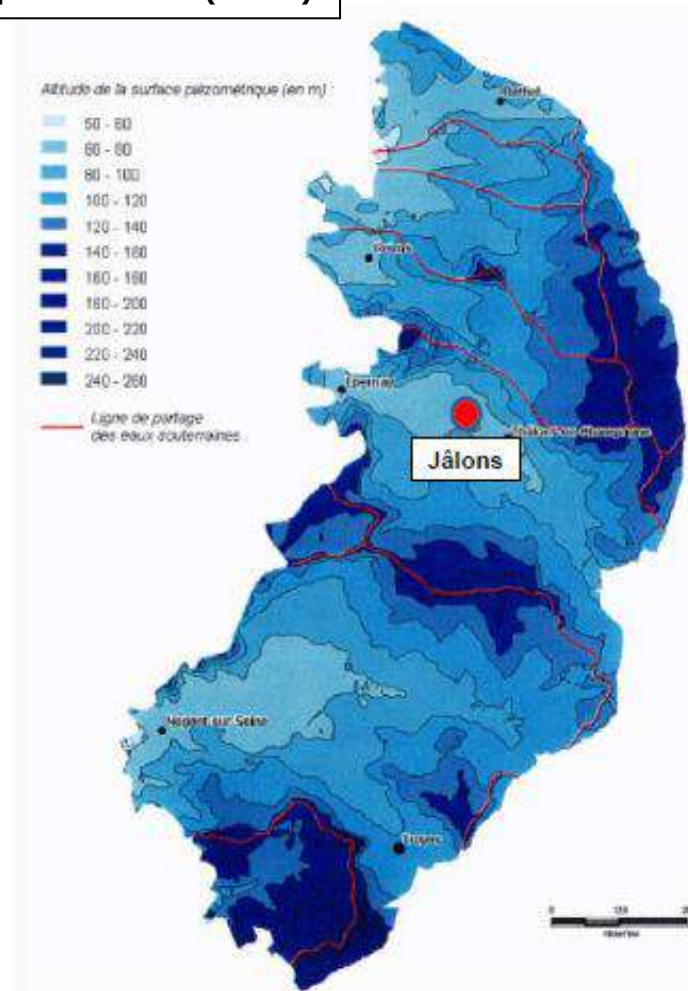 Altitude de la surface piézométrique (en m) :
50 - 60
60 - 80
80 - 100
100 - 120
120 - 140
140 - 160
160 - 180
180 - 200
200 - 220
220 - 240
240 - 260
Ligne de partage
des eaux souterraines
Rethel
Reims
Epernay
Châlons-en-Champagne
Jâlons
Nogent sur Seine
Troyes
0